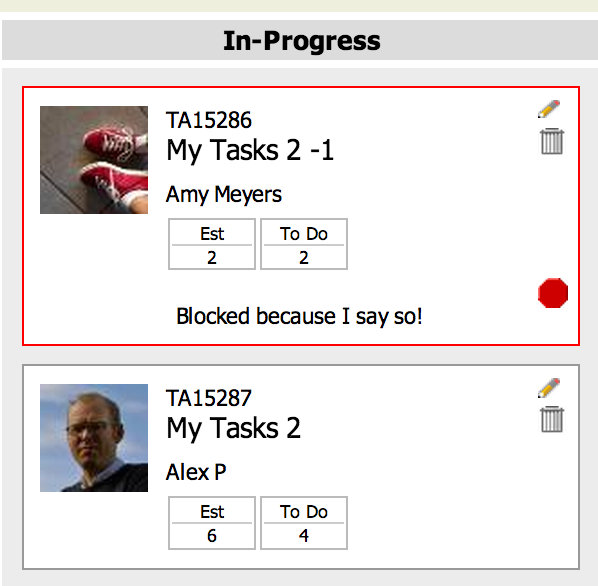 In-Progress
TA15286
My Tasks 2 -1
Amy Meyers
Est To Do
2 2
Blocked because I say so!
TA15287
My Tasks 2
Alex P
Est To Do
6 4